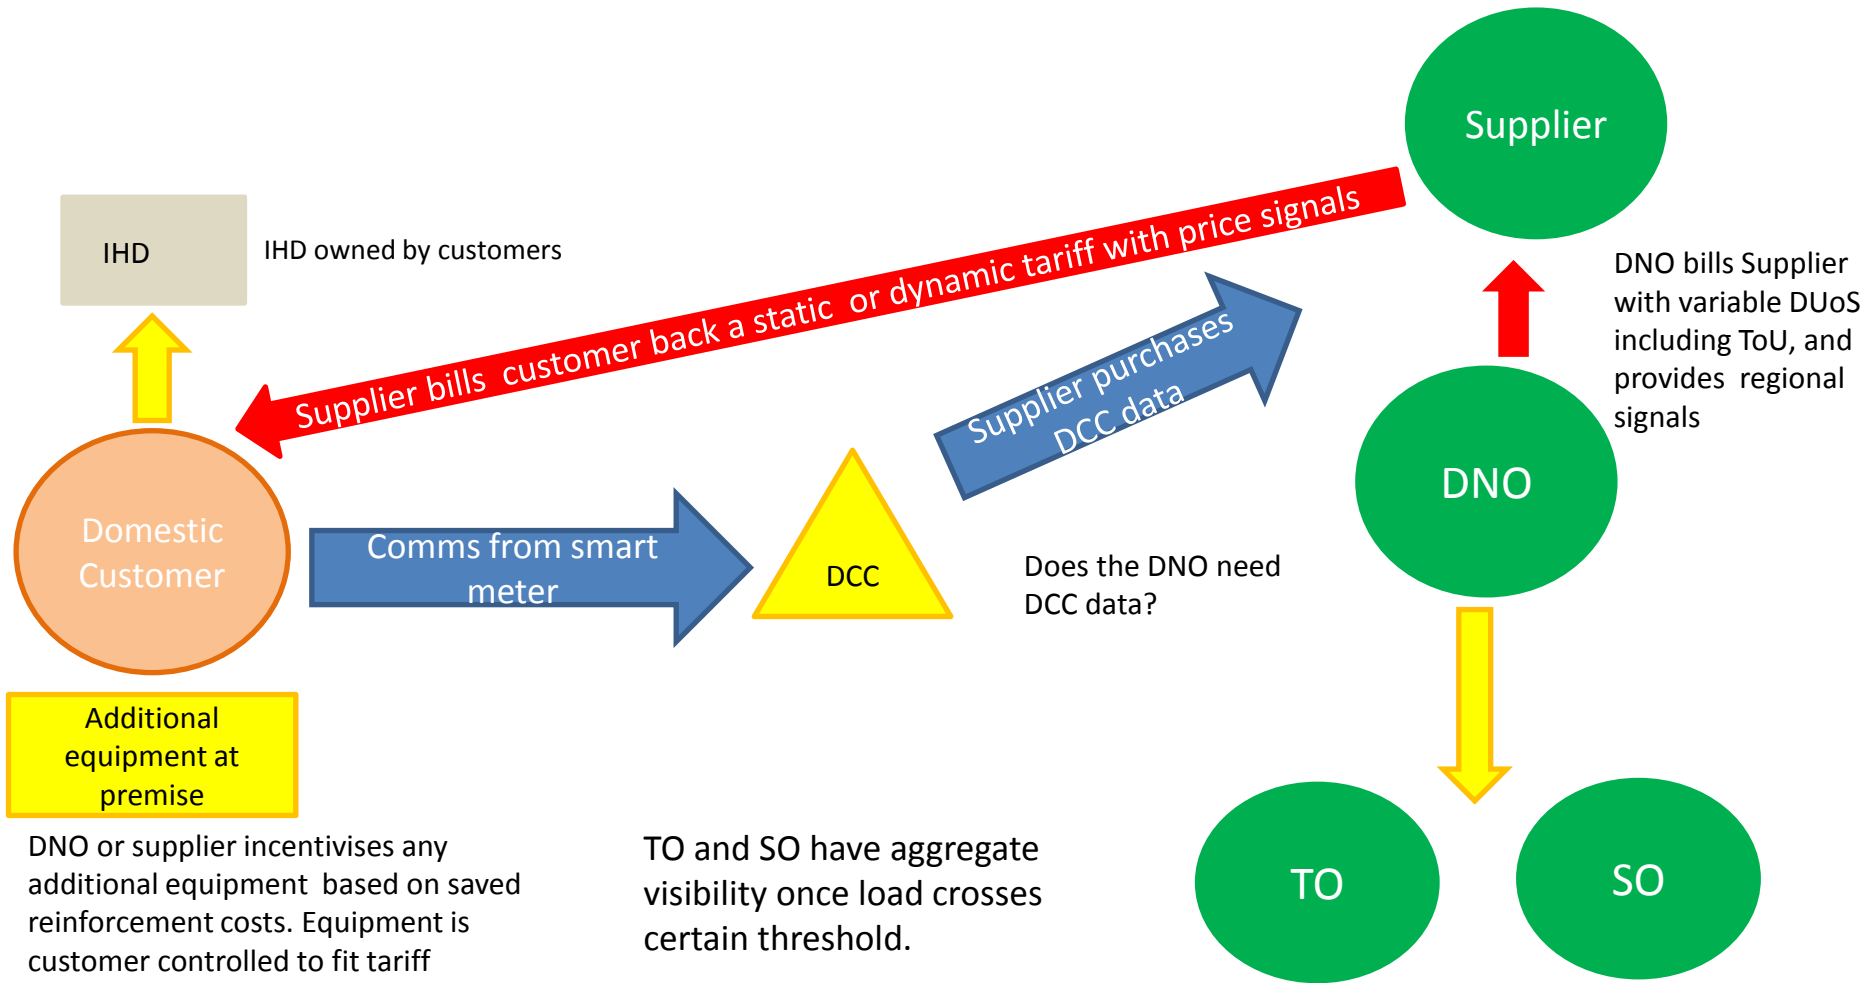 Supplier
IHD
IHD owned by customers
Supplier bills customer back a static or dynamic tariff with price signals
DNO bills Supplier
with variable DUoS
including ToU, and
provides regional
signals
Supplier purchases
DCC data
DNO
Domestic
Customer
Comms from smart
meter
DCC
Does the DNO need
DCC data?
Additional
equipment at
premise
DNO or supplier incentivises any
additional equipment based on saved
reinforcement costs. Equipment is
customer controlled to fit tariff
TO and SO have aggregate
visibility once load crosses
certain threshold.
TO
SO